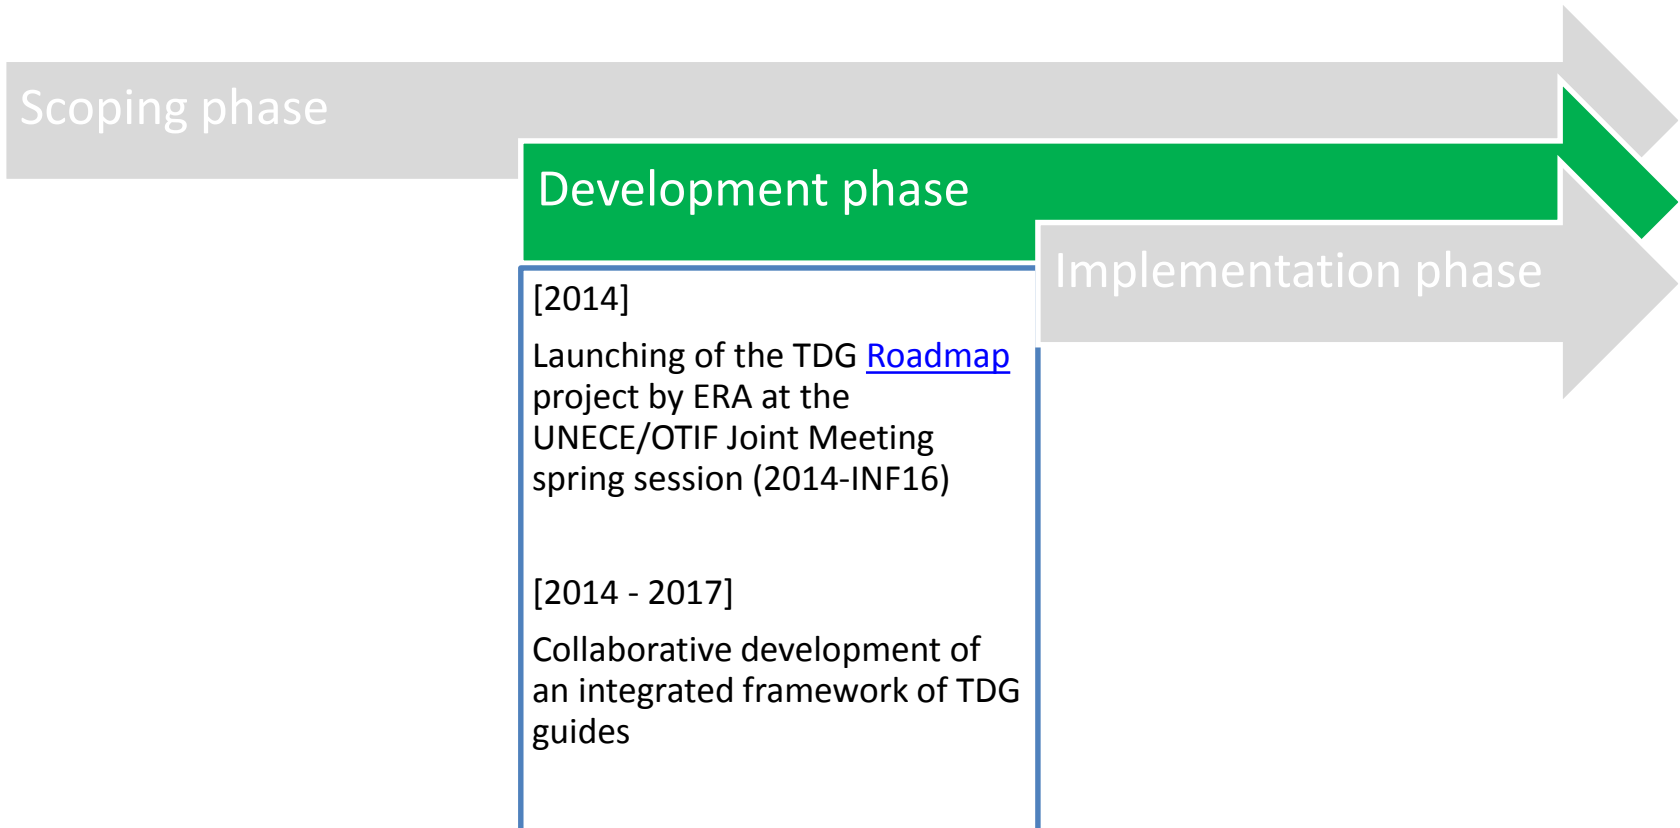 Scoping phase
Development phase
Implementation phase
[2014]
Launching of the TDG Roadmap
project by ERA at the
UNECE/OTIF Joint Meeting
spring session (2014-INF16)
[2014 - 2017]
Collaborative development of
an integrated framework of TDG
guides